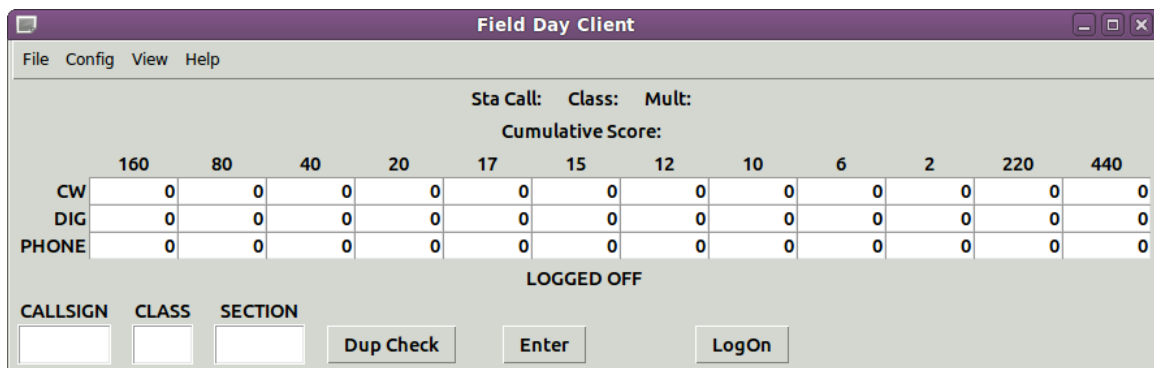 Field Day Client
File Config View Help
Sta Call: Class: Mult:
Cumulative Score:
160 80 40 20 17 15 12 10 6 2 220 440
CW 0 0 0 0 0 0 0 0 0 0 0 0
DIG 0 0 0 0 0 0 0 0 0 0 0 0
PHONE 0 0 0 0 0 0 0 0 0 0 0 0
LOGGED OFF
CALLSIGN CLASS SECTION
Dup Check Enter LogOn